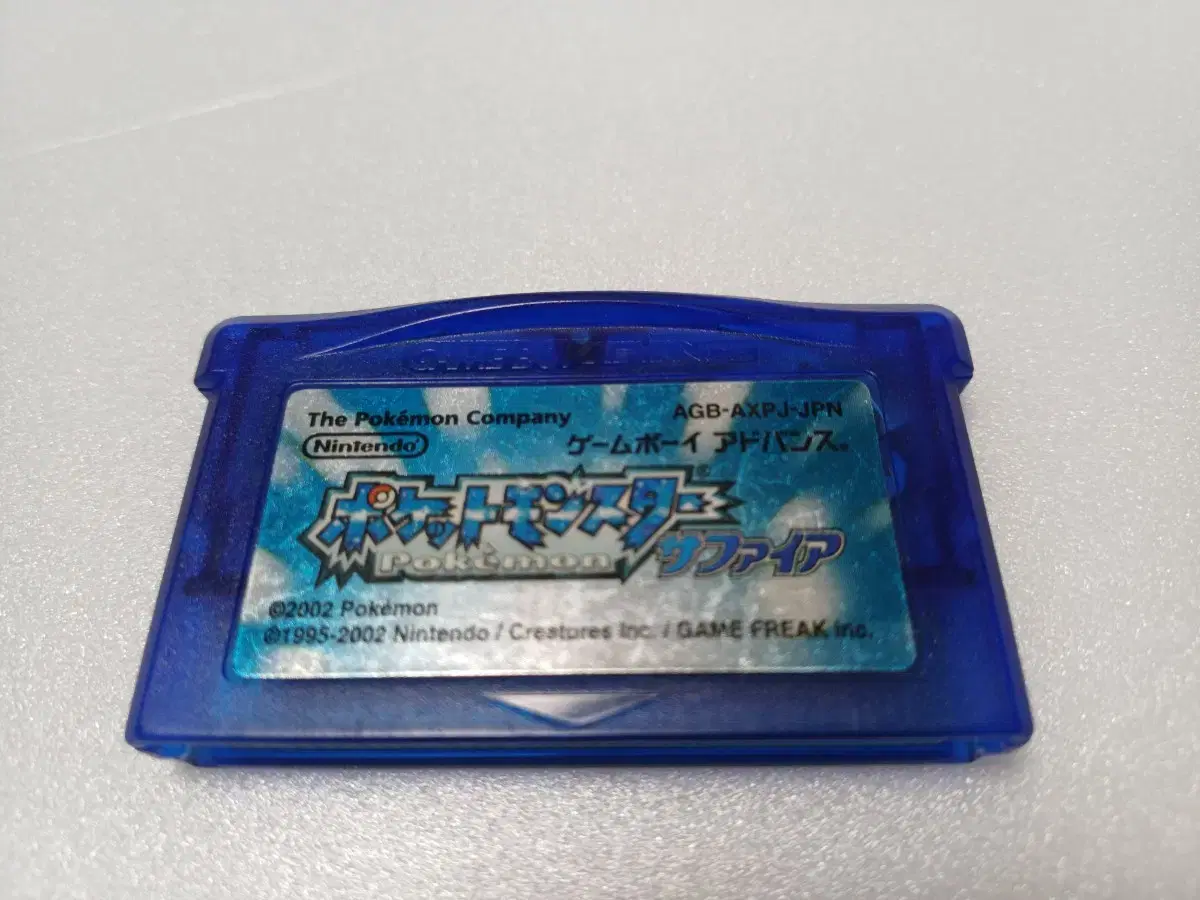 GAME BOY ADVANCE
The Pokémon Company
AGB-AXPJ-JPN
Nintendo®
ゲームボーイ アドバンス®
ポケットモンスター®
Pokémon
サファイア
©2002 Pokémon
©1995-2002 Nintendo / Creatures Inc. / GAME FREAK Inc.